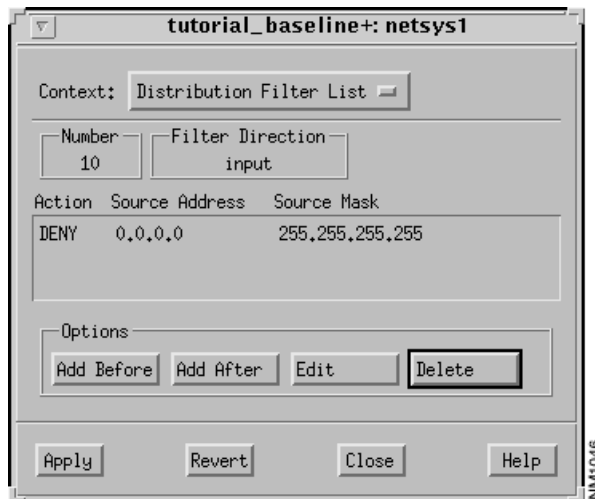 tutorial_baseline+: netsys1
Context: Distribution Filter List
Number Filter Direction
10 input
Action Source Address Source Mask
DENY 0.0.0.0 255.255.255.255
Options
Add Before Add After Edit Delete
Apply Revert Close Help
NM1046